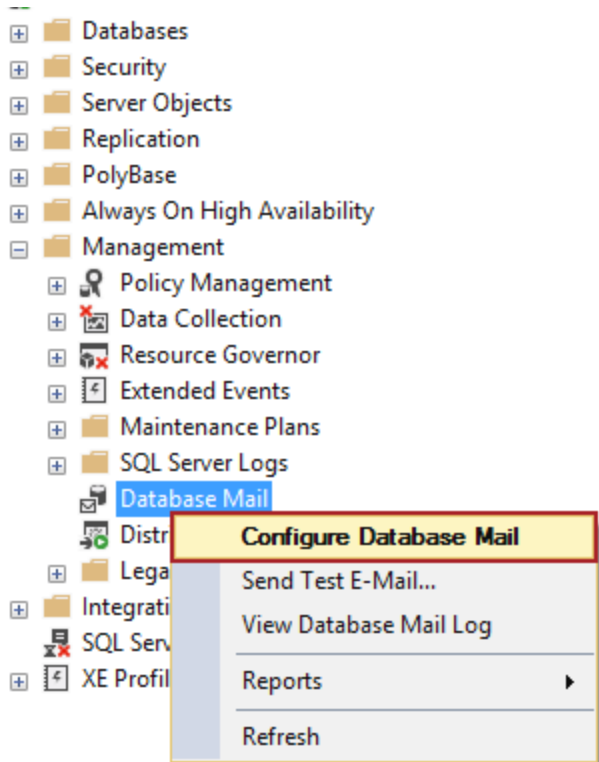 Databases
Security
Server Objects
Replication
PolyBase
Always On High Availability
Management
Policy Management
Data Collection
Resource Governor
Extended Events
Maintenance Plans
SQL Server Logs
Database Mail
Distr
Configure Database Mail
Lega
Send Test E-Mail...
Integrati
View Database Mail Log
SQL Serv
XE Profil
Reports
Refresh